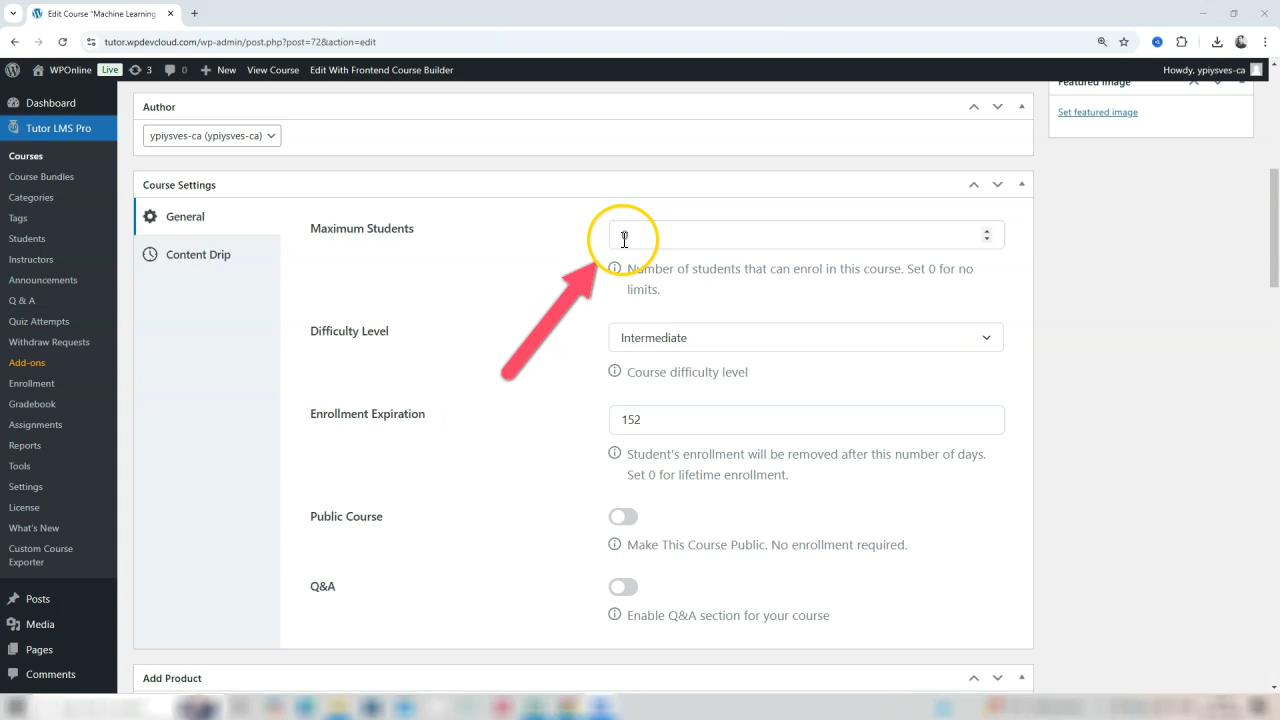 Edit Course "Machine Learning
tutor.wpdevcloud.com/wp-admin/post.php?post=72&action=edit
WPOnline Live 3 0 New View Course Edit With Frontend Course Builder Howdy, ypiysves-ca
Dashboard
Tutor LMS Pro
Courses
Course Bundles
Categories
Tags
Students
Instructors
Announcements
Q & A
Quiz Attempts
Withdraw Requests
Add-ons
Enrollment
Gradebook
Assignments
Reports
Tools
Settings
License
What's New
Custom Course
Exporter
Posts
Media
Pages
Comments
Author
ypiysves-ca (ypiysves-ca)
Course Settings
General
Content Drip
Maximum Students
Number of students that can enrol in this course. Set 0 for no
limits.
Difficulty Level
Intermediate
Course difficulty level
Enrollment Expiration
152
Student's enrollment will be removed after this number of days.
Set 0 for lifetime enrollment.
Public Course
Make This Course Public. No enrollment required.
Q&A
Enable Q&A section for your course
Add Product
Featured image
Set featured image